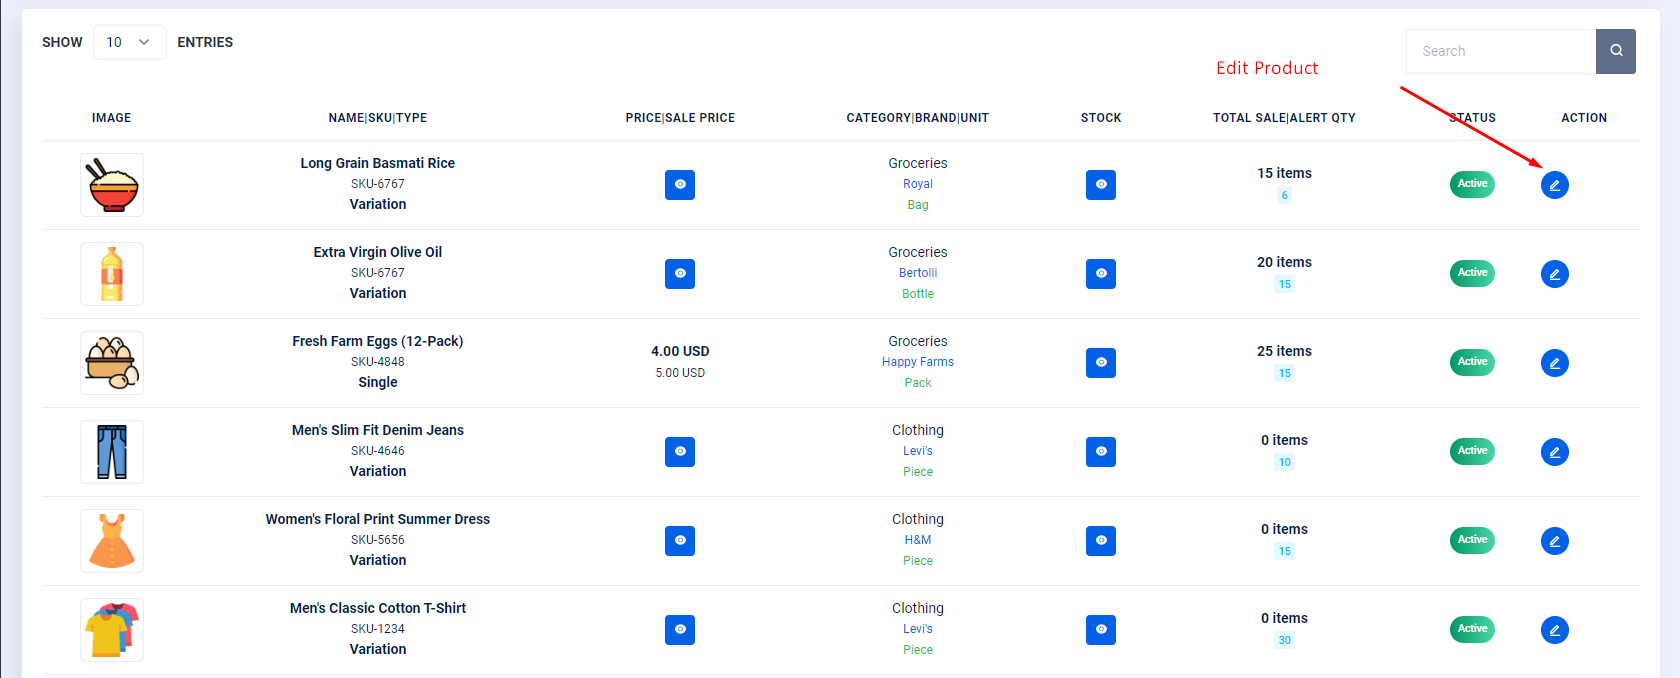 SHOW 10 ENTRIES
Search
Edit Product
IMAGE NAME|SKU|TYPE PRICE|SALE PRICE CATEGORY|BRAND|UNIT STOCK TOTAL SALE|ALERT QTY STATUS ACTION
Long Grain Basmati Rice
SKU-6767
Variation
Groceries
Royal
Bag
15 items
6
Active
Extra Virgin Olive Oil
SKU-6767
Variation
Groceries
Bertolli
Bottle
20 items
15
Active
Fresh Farm Eggs (12-Pack)
SKU-4848
Single
4.00 USD
5.00 USD
Groceries
Happy Farms
Pack
25 items
15
Active
Men's Slim Fit Denim Jeans
SKU-4646
Variation
Clothing
Levi's
Piece
0 items
10
Active
Women's Floral Print Summer Dress
SKU-5656
Variation
Clothing
H&M
Piece
0 items
15
Active
Men's Classic Cotton T-Shirt
SKU-1234
Variation
Clothing
Levi's
Piece
0 items
30
Active